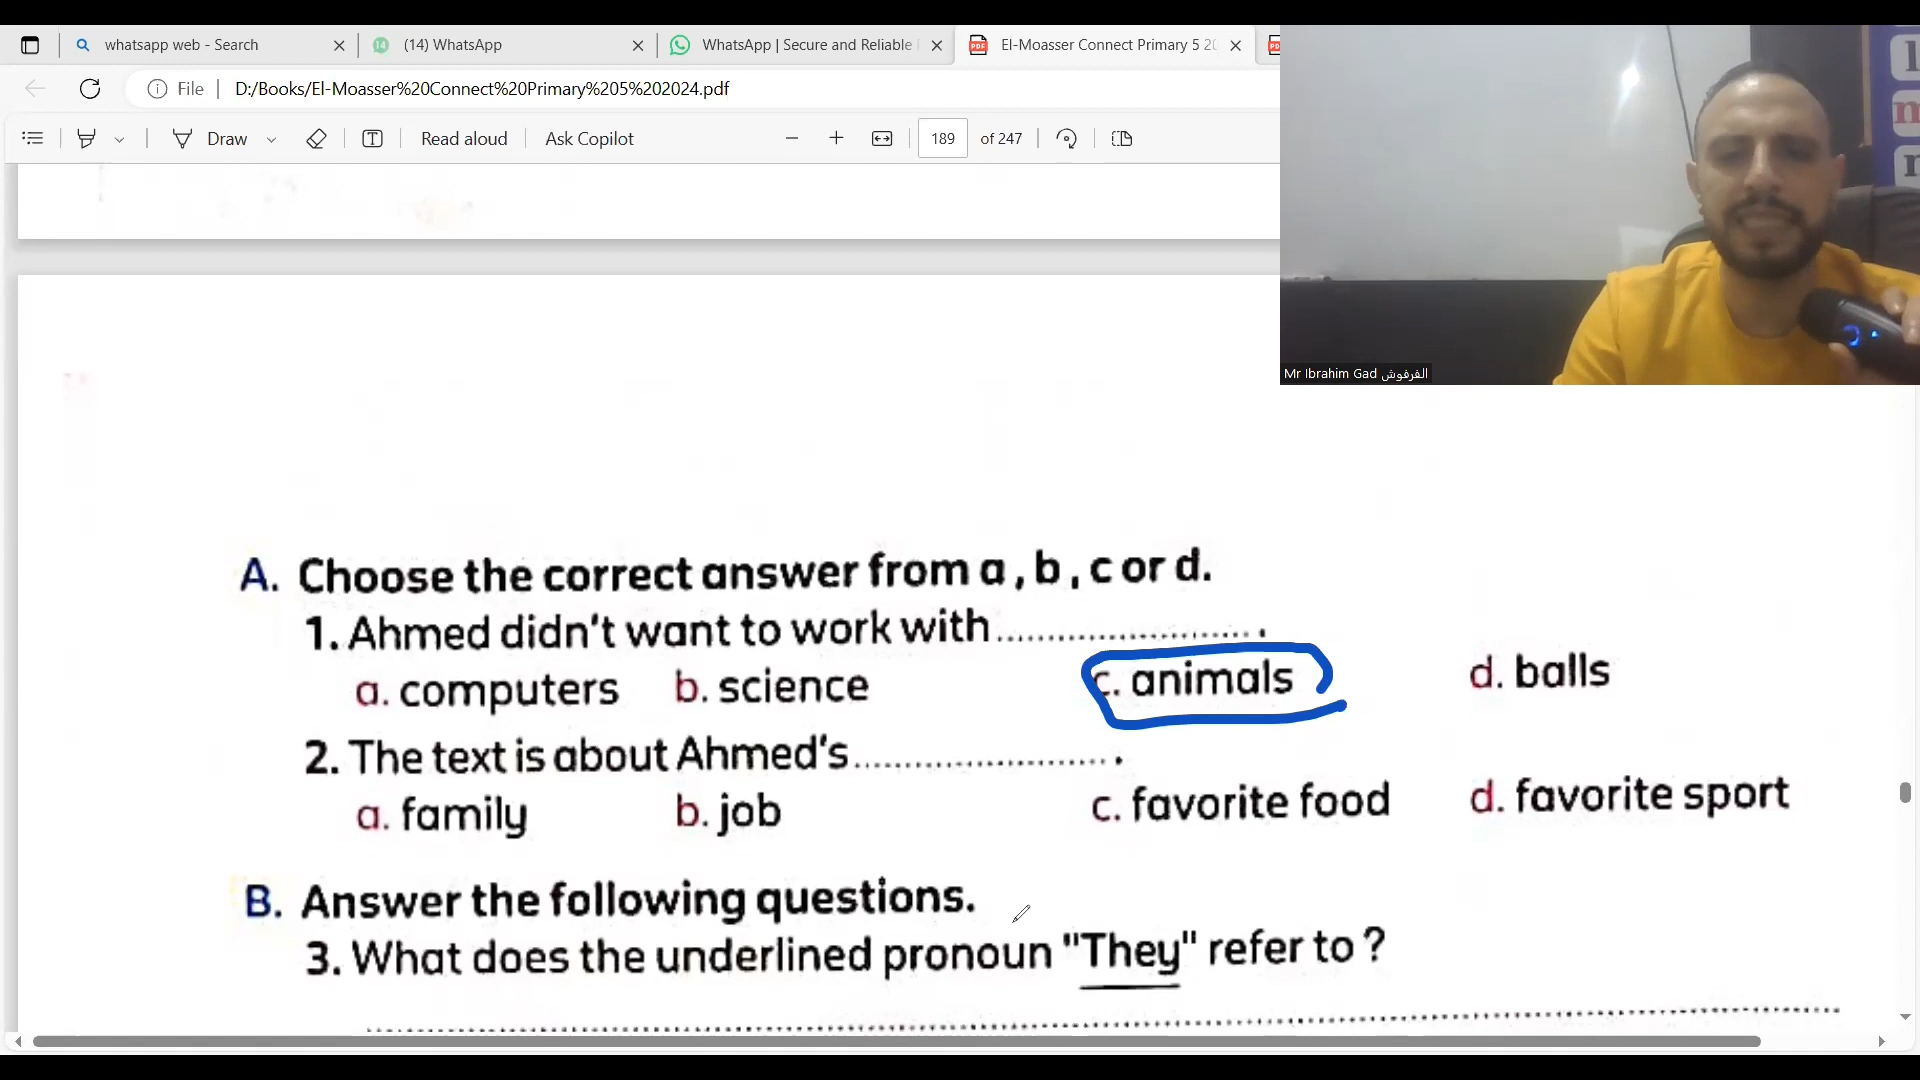 whatsapp web - Search
(14) WhatsApp
WhatsApp | Secure and Reliable
El-Moasser Connect Primary 5 20
File
D:/Books/El-Moasser%20Connect%20Primary%205%202024.pdf
Draw
Read aloud
Ask Copilot
189
of 247
Mr Ibrahim Gad الفرفوش
A. Choose the correct answer from a , b , c or d.
1. Ahmed didn't want to work with ........................ .
a. computers b. science c. animals d. balls
2. The text is about Ahmed's ........................ .
a. family b. job c. favorite food d. favorite sport
B. Answer the following questions.
3. What does the underlined pronoun "They" refer to ?